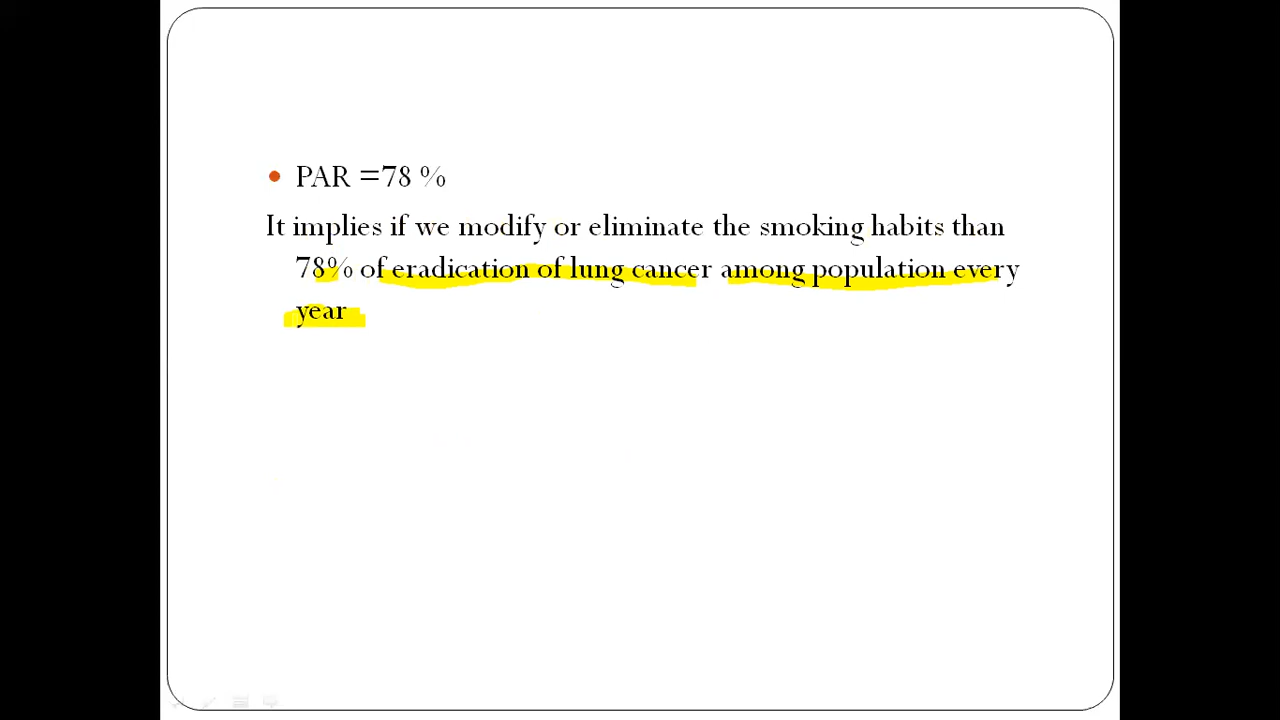 PAR =78 %
It implies if we modify or eliminate the smoking habits than
78% of eradication of lung cancer among population every
year